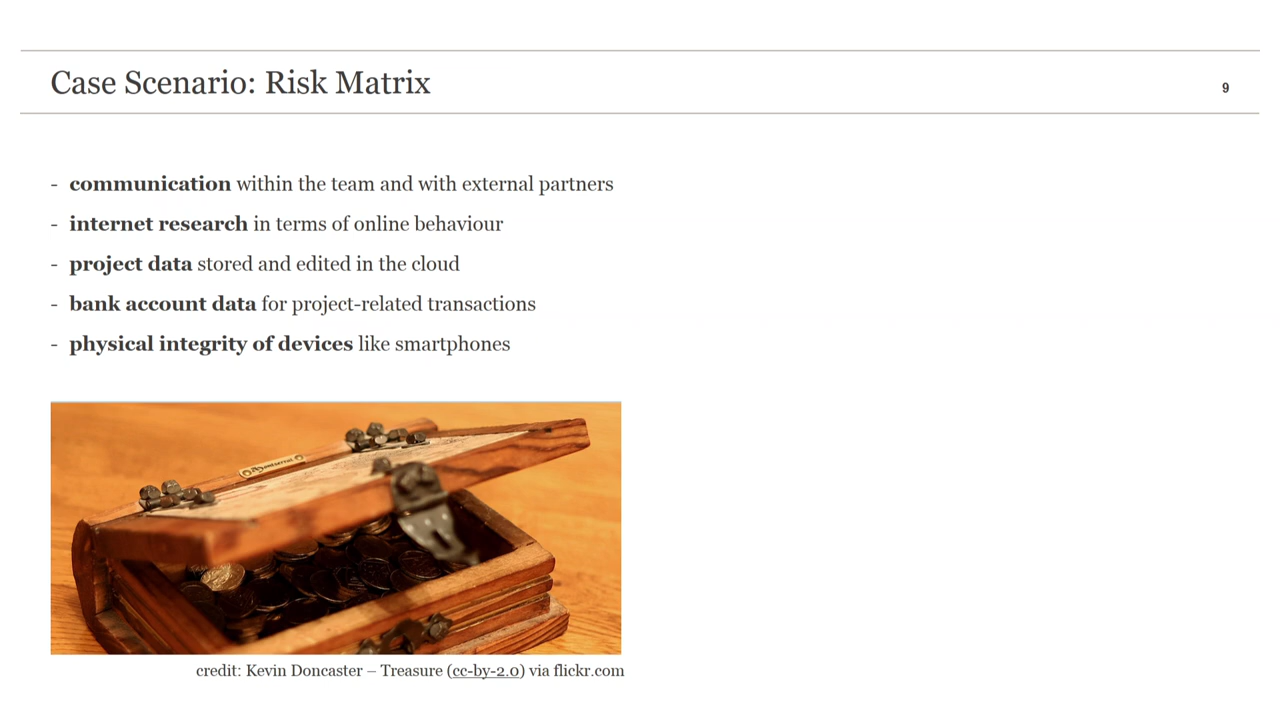 Case Scenario: Risk Matrix
9
- communication within the team and with external partners
- internet research in terms of online behaviour
- project data stored and edited in the cloud
- bank account data for project-related transactions
- physical integrity of devices like smartphones
credit: Kevin Doncaster – Treasure (cc-by-2.0) via flickr.com